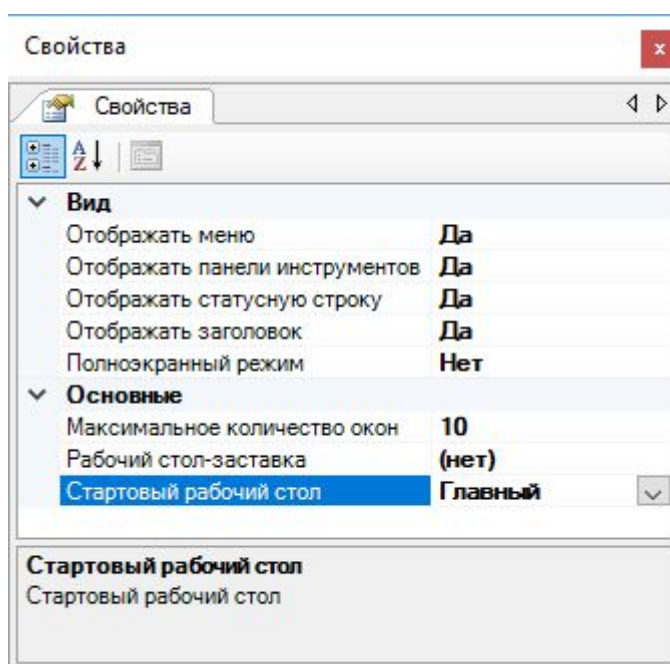 Свойства
x
Свойства
A
Z
Вид
Отображать меню Да
Отображать панели инструментов Да
Отображать статусную строку Да
Отображать заголовок Да
Полноэкранный режим Нет
Основные
Максимальное количество окон 10
Рабочий стол-заставка (нет)
Стартовый рабочий стол Главный
Стартовый рабочий стол
Стартовый рабочий стол